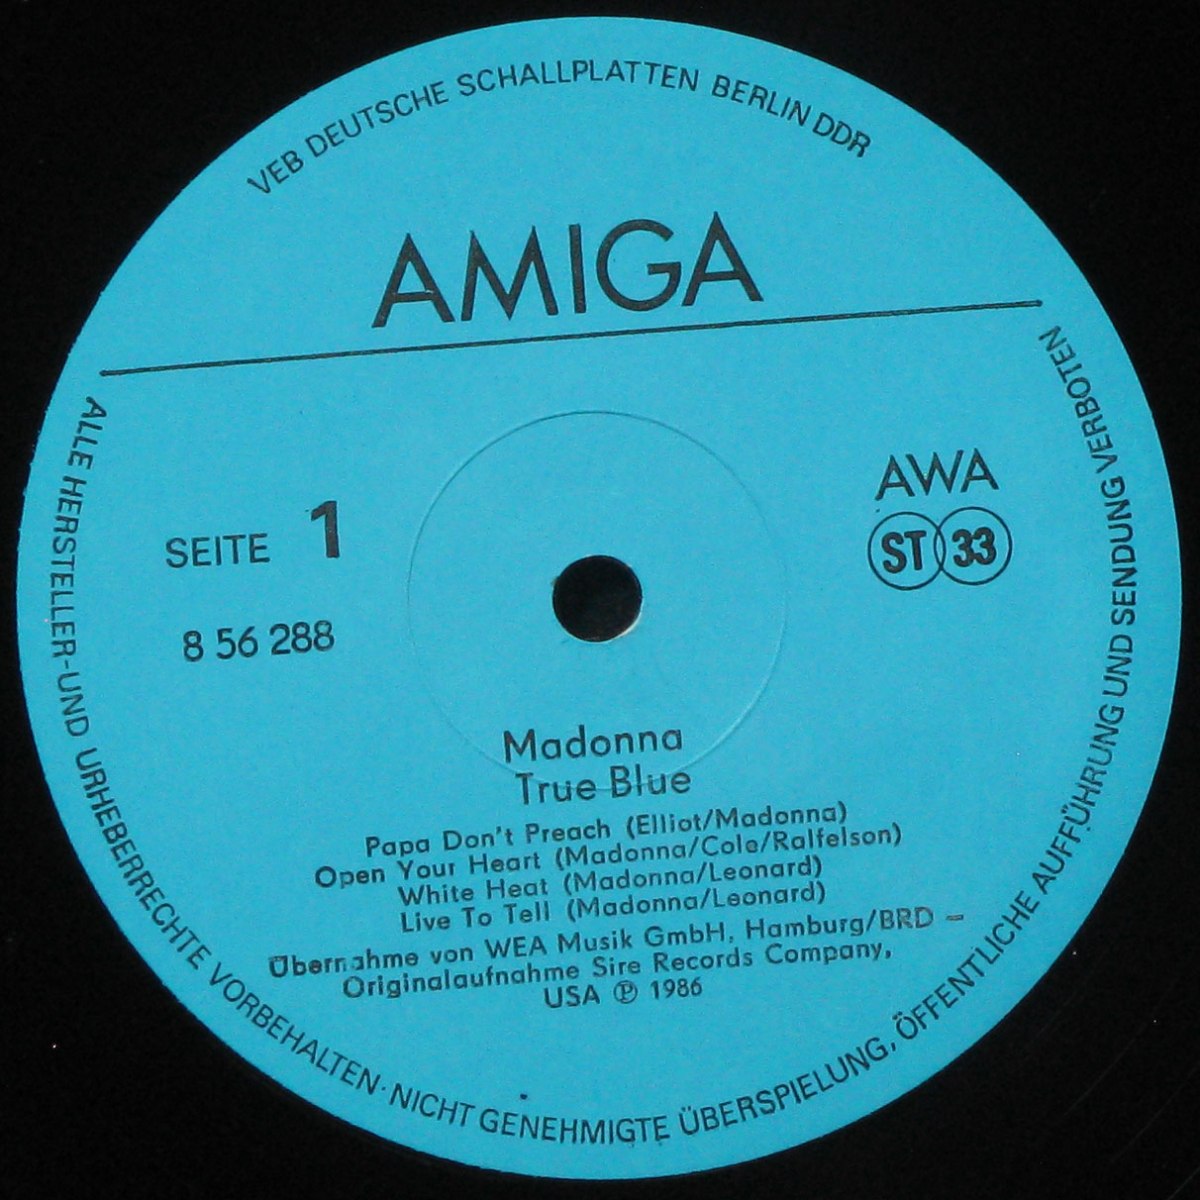 VEB DEUTSCHE SCHALLPLATTEN BERLIN DDR
AMIGA
SEITE 1
8 56 288
AWA
ST 33
Madonna
True Blue
Papa Don't Preach (Elliot/Madonna)
Open Your Heart (Madonna/Cole/Ralfelson)
White Heat (Madonna/Leonard)
Live To Tell (Madonna/Leonard)
Übernahme von WEA Musik GmbH, Hamburg/BRD –
Originalaufnahme Sire Records Company,
USA ℗ 1986
ALLE HERSTELLER-UND URHEBERRECHTE VORBEHALTEN · NICHT GENEHMIGTE ÜBERSPIELUNG, ÖFFENTLICHE AUFFÜHRUNG UND SENDUNG VERBOTEN